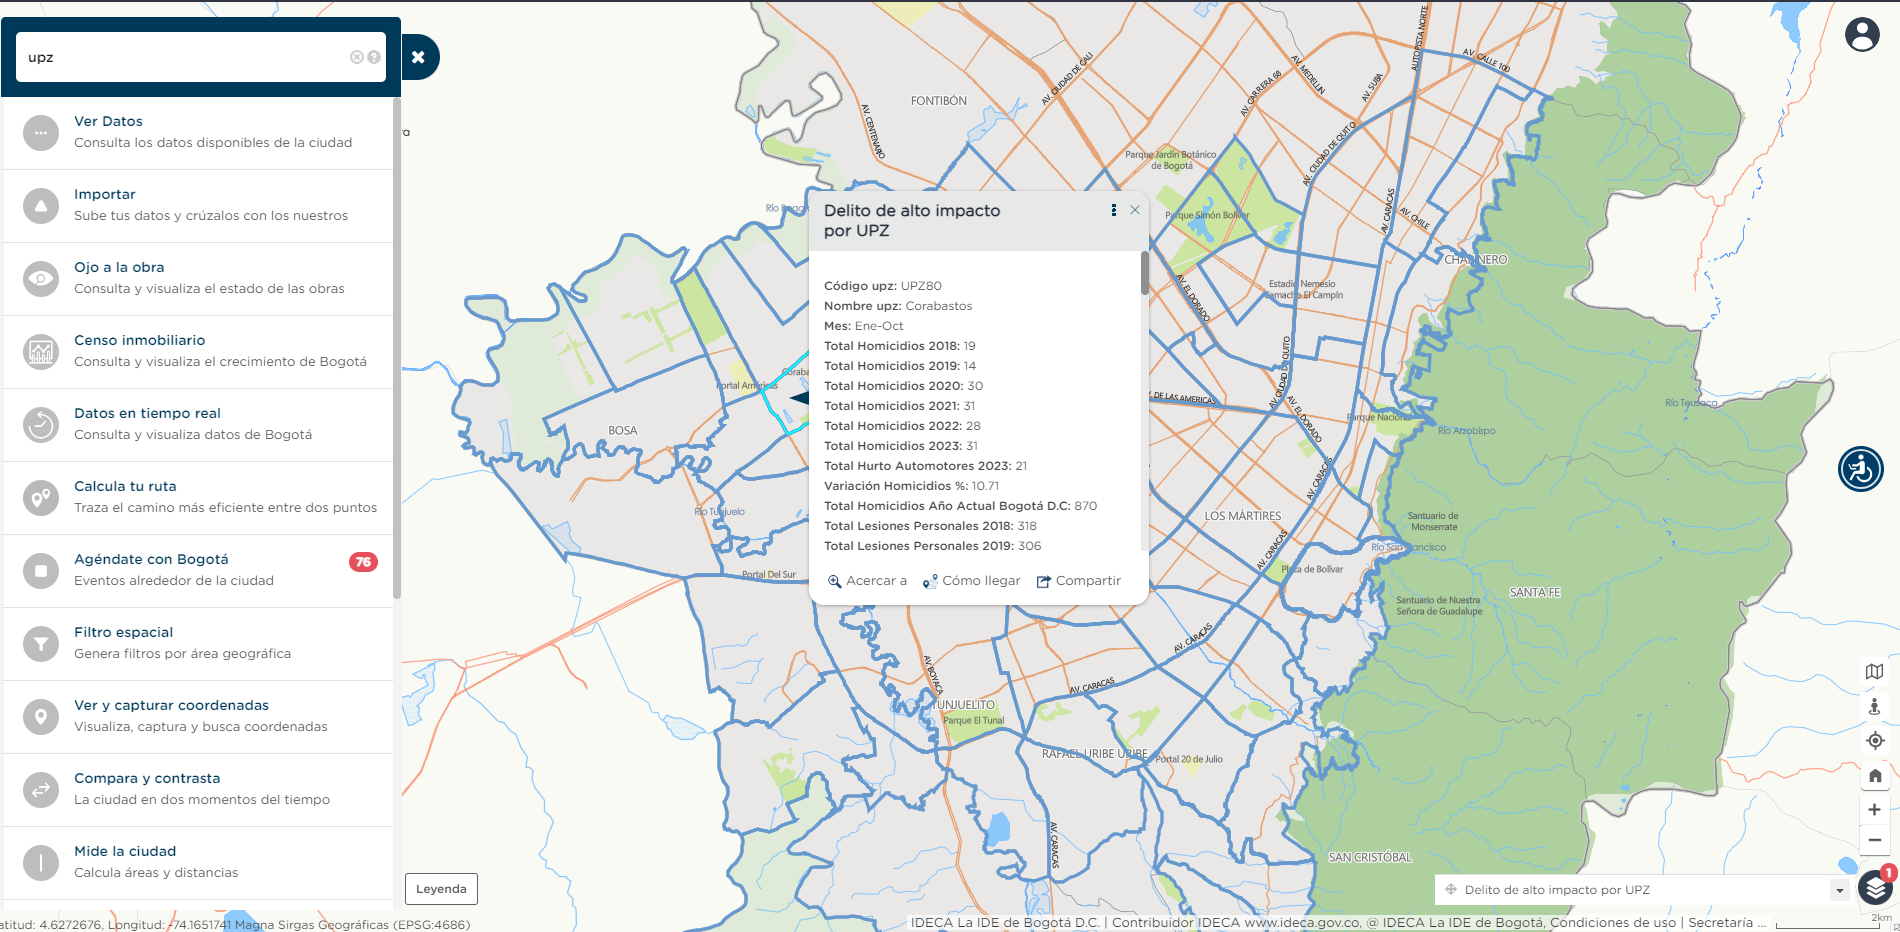 upz
Ver Datos
Consulta los datos disponibles de la ciudad
Importar
Sube tus datos y crúzalos con los nuestros
Ojo a la obra
Consulta y visualiza el estado de las obras
Censo inmobiliario
Consulta y visualiza el crecimiento de Bogotá
Datos en tiempo real
Consulta y visualiza datos de Bogotá
Calcula tu ruta
Traza el camino más eficiente entre dos puntos
Agéndate con Bogotá
76
Eventos alrededor de la ciudad
Filtro espacial
Genera filtros por área geográfica
Ver y capturar coordenadas
Visualiza, captura y busca coordenadas
Compara y contrasta
La ciudad en dos momentos del tiempo
Mide la ciudad
Calcula áreas y distancias
Delito de alto impacto
por UPZ
Código upz: UPZ80
Nombre upz: Corabastos
Mes: Ene-Oct
Total Homicidios 2018: 19
Total Homicidios 2019: 14
Total Homicidios 2020: 30
Total Homicidios 2021: 31
Total Homicidios 2022: 28
Total Homicidios 2023: 31
Total Hurto Automotores 2023: 21
Variación Homicidios %: 10.71
Total Homicidios Año Actual Bogotá D.C: 870
Total Lesiones Personales 2018: 318
Total Lesiones Personales 2019: 306
Acercar a
Cómo llegar
Compartir
FONTIBÓN
AV. CENTENARIO
AV. CIUDAD DE CALI
AV. CARRERA 68
AV. MEDELLIN
AV. SUBA
AUTOPISTA NORTE
AV. CALLE 100
AV. CIUDAD DE QUITO
Parque Jardín Botánico
de Bogotá
Parque Simón Bolívar
AV. CARACAS
AV. CHILE
AV. ELDORADO
Estadio Nemesio
Camacho El Campín
AV. CIUDAD DE QUITO
AV. ELDORADO
Parque Nacional
Río Arzobispo
Río Teusaca
Portal Américas
BOSA
Río Tunjuelo
Portal Del Sur
LOS MÁRTIRES
AV. CARACAS
AV. CARACAS
Santuario de
Monserrate
Río San Francisco
Plaza de Bolívar
Santuario de Nuestra
Señora de Guadalupe
SANTA FE
AV. CARACAS
AV. BOYACA
AV. CARACAS
TUNJUELITO
Parque El Tunal
RAFAEL URIBE URIBE
Portal 20 de Julio
AV. CARACAS
SAN CRISTÓBAL
Leyenda
Delito de alto impacto por UPZ
1
2km
atitud: 4.6272676, Longitud: -74.1651741 Magna Sirgas Geográficas (EPSG:4686)
IDECA La IDE de Bogotá D.C. | Contribuidor IDECA www.ideca.gov.co, @ IDECA La IDE de Bogotá, Condiciones de uso | Secretaría ...